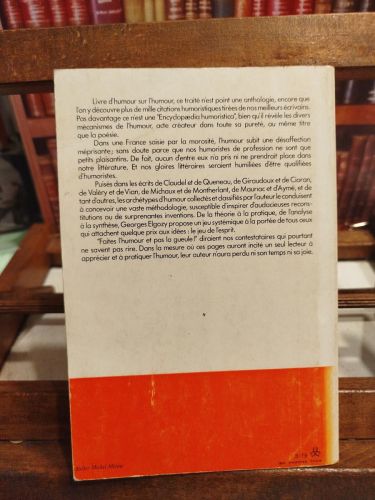 Livre d'humour sur l'humour, ce traité n'est point une anthologie, encore que
l'on y découvre plus de mille citations humoristiques tirées de nos meilleurs écrivains.
Pas davantage ce n'est une "Encyclopædia humoristica", bien qu'il révèle les divers
mécanismes de l'humour, acte créateur dans toute sa pureté, au même titre
que la poésie.
Dans une France saisie par la morosité, l'humour subit une désaffection
méprisante; sans doute parce que nos humoristes de profession ne sont que
petits plaisantins. De fait, aucun d'entre eux n'a pris ni ne prendrait place dans
notre littérature. Et nos gloires littéraires seraient humiliées d'être qualifiées
d'humoristes.
Puisés dans les écrits de Claudel et de Queneau, de Giraudoux et de Cioran,
de Valéry et de Vian, de Michaux et de Montherlant, de Mauriac et d'Aymé, et de
tant d'autres, les archétypes d'humour collectés et classifiés par l'auteur le conduisent
à concevoir une vaste méthodologie, susceptible d'inspirer d'audacieuses recons-
titutions ou de surprenantes inventions. De la théorie à la pratique, de l'analyse
à la synthèse, Georges Elgozy propose un jeu systémique à la portée de tous ceux
qui attachent quelque prix aux idées : le jeu de l'esprit.
"Faites l'humour et pas la gueule!" diraient nos contestataires qui pourtant
ne savent pas rire. Dans la mesure où ces pages auront incité un seul lecteur à
apprécier et à pratiquer l'humour, leur auteur n'aura perdu ni son temps ni sa joie.